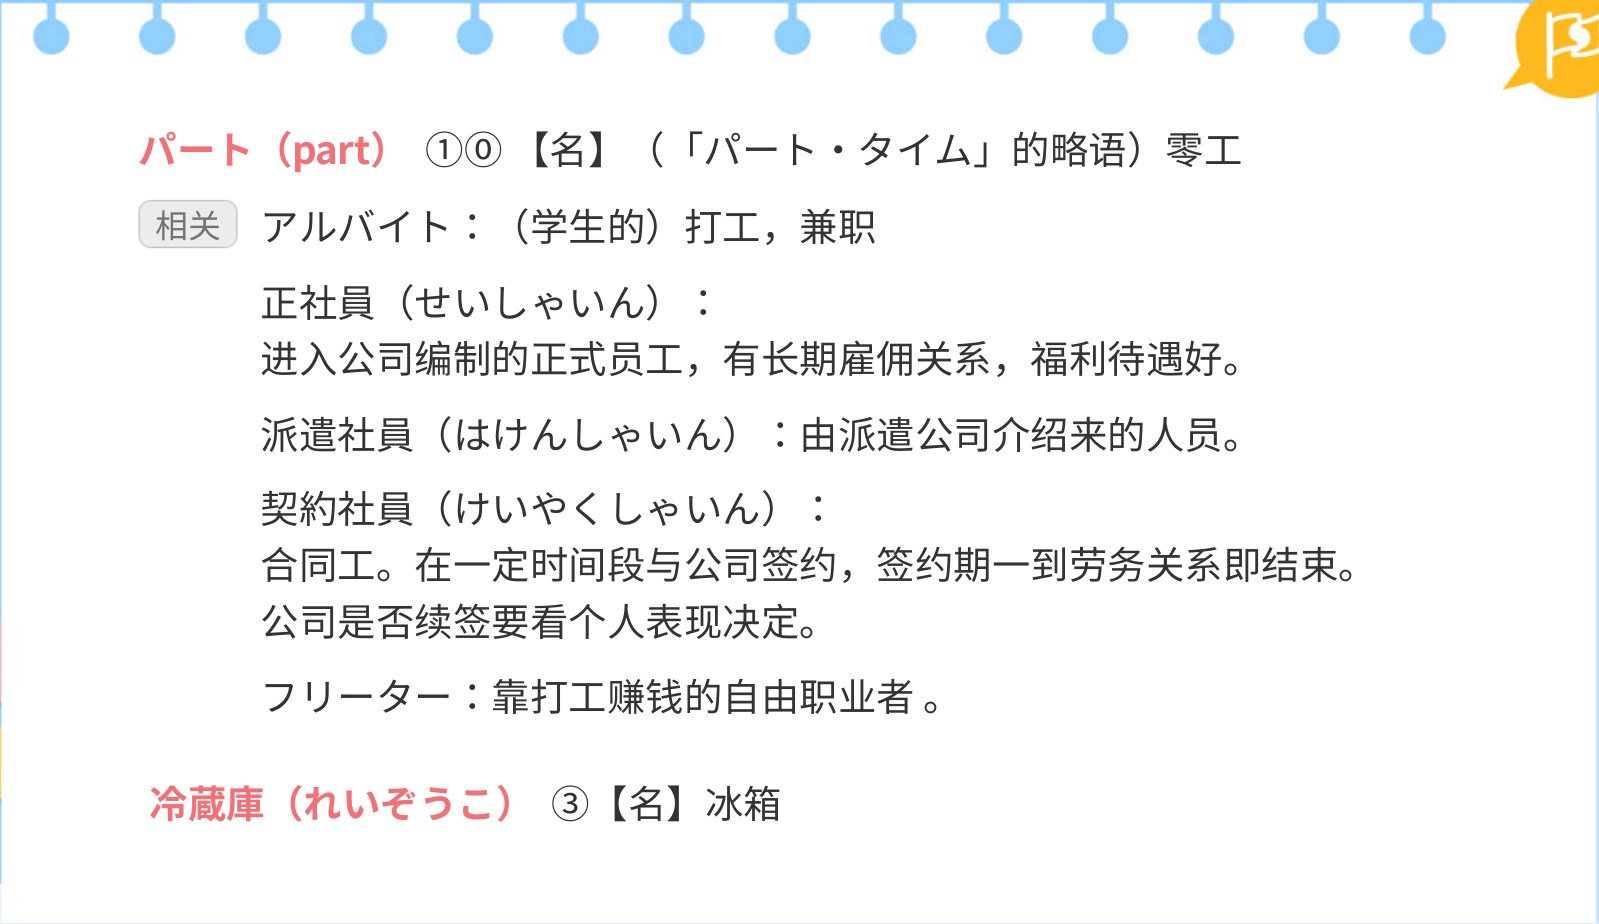 パート（part） ①⓪ 【名】（「パート・タイム」的略语）零工
相关 アルバイト：（学生的）打工，兼职
正社員（せいしゃいん）：
进入公司编制的正式员工，有长期雇佣关系，福利待遇好。
派遣社員（はけんしゃいん）：由派遣公司介绍来的人员。
契約社員（けいやくしゃいん）：
合同工。在一定时间段与公司签约，签约期一到劳务关系即结束。
公司是否续签要看个人表现决定。
フリーター：靠打工赚钱的自由职业者 。
冷蔵庫（れいぞうこ） ③【名】冰箱